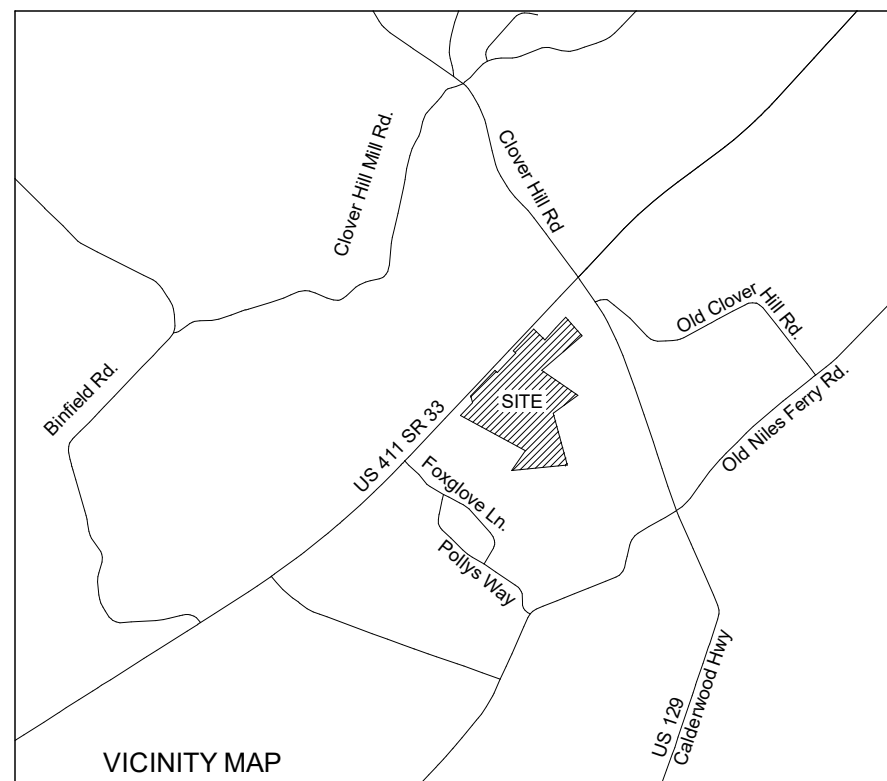 Clover Hill Mill Rd.
Clover Hill Rd
Old Clover
Hill Rd.
Binfield Rd.
SITE
US 411 SR 33
Old Niles Ferry Rd.
Foxglove Ln.
Pollys Way
US 129
Calderwood Hwy
VICINITY MAP